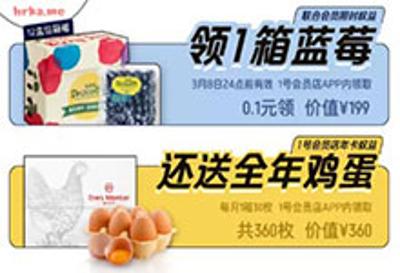 hrka.me
联合会员限时权益
领1箱蓝莓
3月8日24点前有效 1号会员店APP内领取
0.1元领 价值¥199
1号会员店年卡权益
还送全年鸡蛋
每月1箱30枚 1号会员店APP内领取
共360枚 价值¥360
One's Member